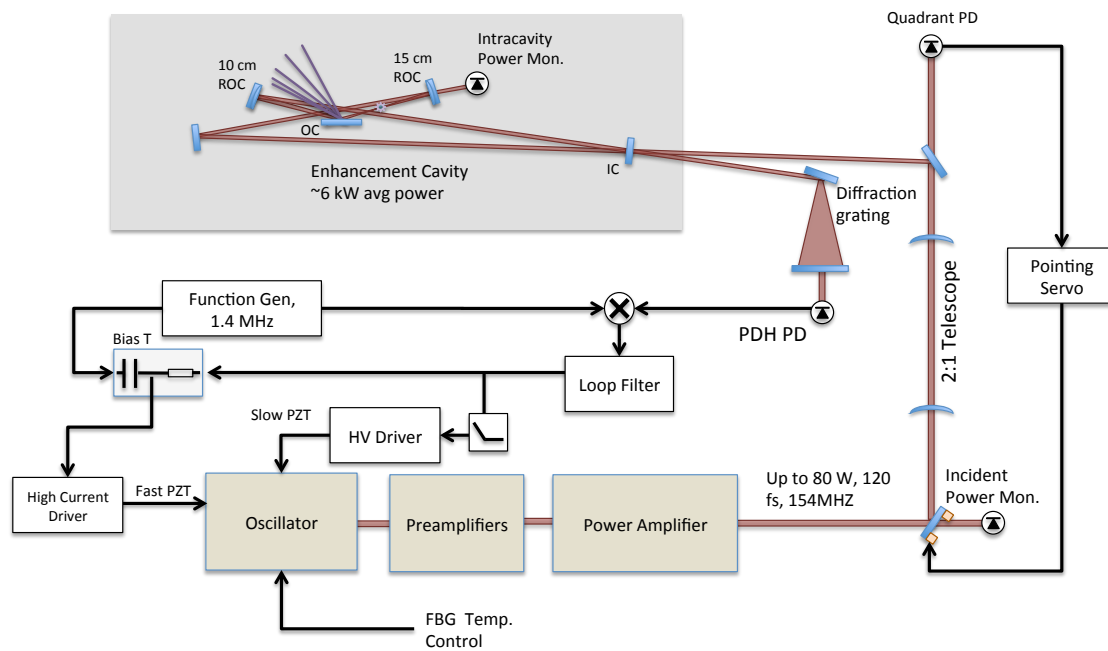 Quadrant PD
15 cm
ROC
Intracavity
Power Mon.
10 cm
ROC
OC
IC
Enhancement Cavity
~6 kW avg power
Diffraction
grating
Pointing
Servo
Function Gen,
1.4 MHz
PDH PD
2:1 Telescope
Bias T
Loop Filter
Slow PZT
HV Driver
High Current
Driver
Fast PZT
Oscillator
Preamplifiers
Power Amplifier
Up to 80 W, 120
fs, 154MHZ
Incident
Power Mon.
FBG Temp.
Control